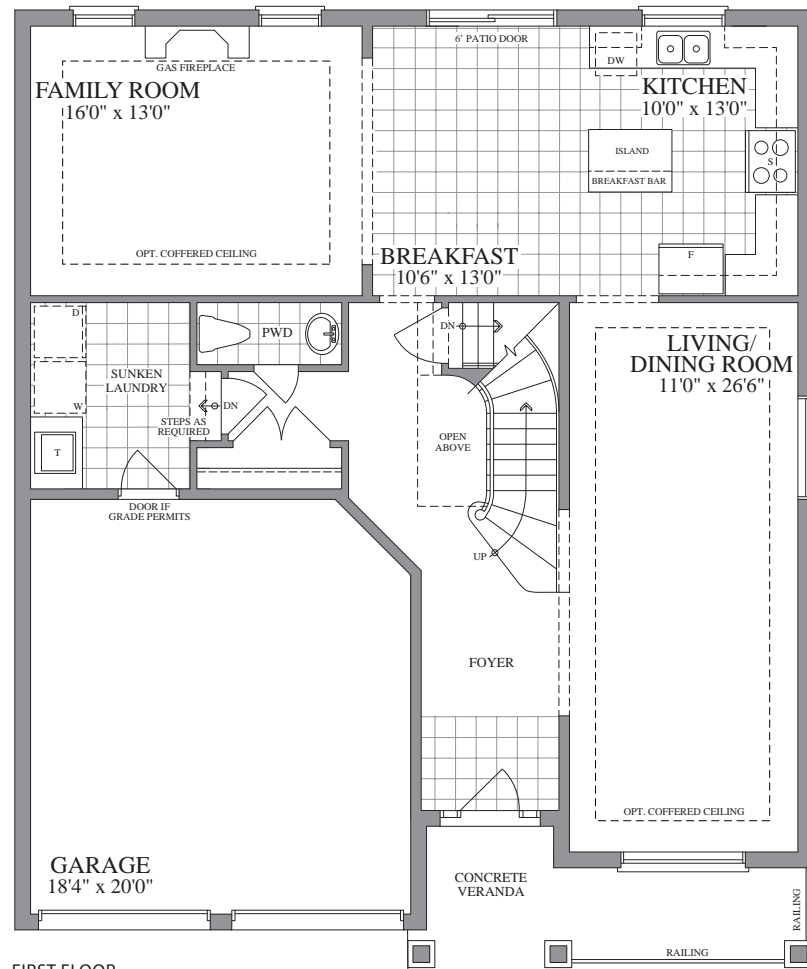 6' PATIO DOOR
GAS FIREPLACE
DW
FAMILY ROOM
16'0" x 13'0"
KITCHEN
10'0" x 13'0"
ISLAND
S
BREAKFAST BAR
OPT. COFFERED CEILING
BREAKFAST
10'6" x 13'0"
F
D
PWD
DN
SUNKEN
LAUNDRY
LIVING/
DINING ROOM
11'0" x 26'6"
W
DN
STEPS AS
REQUIRED
OPEN
ABOVE
T
DOOR IF
GRADE PERMITS
UP
FOYER
OPT. COFFERED CEILING
GARAGE
18'4" x 20'0"
CONCRETE
VERANDA
RAILING
RAILING
FIRST FLOOR